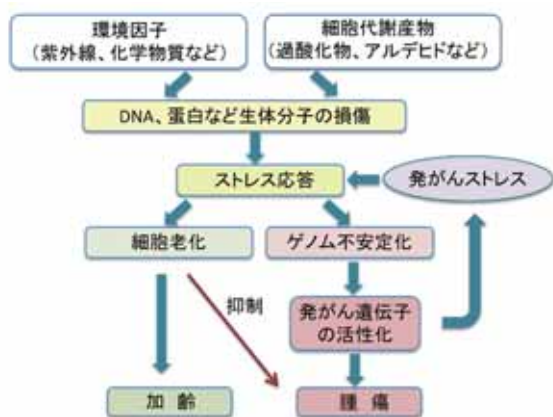 環境因子
(紫外線、化学物質など)
細胞代謝産物
(過酸化物、アルデヒドなど)
DNA、蛋白など生体分子の損傷
ストレス応答
発がんストレス
細胞老化
ゲノム不安定化
抑制
発がん遺伝子
の活性化
加 齢
腫 瘍